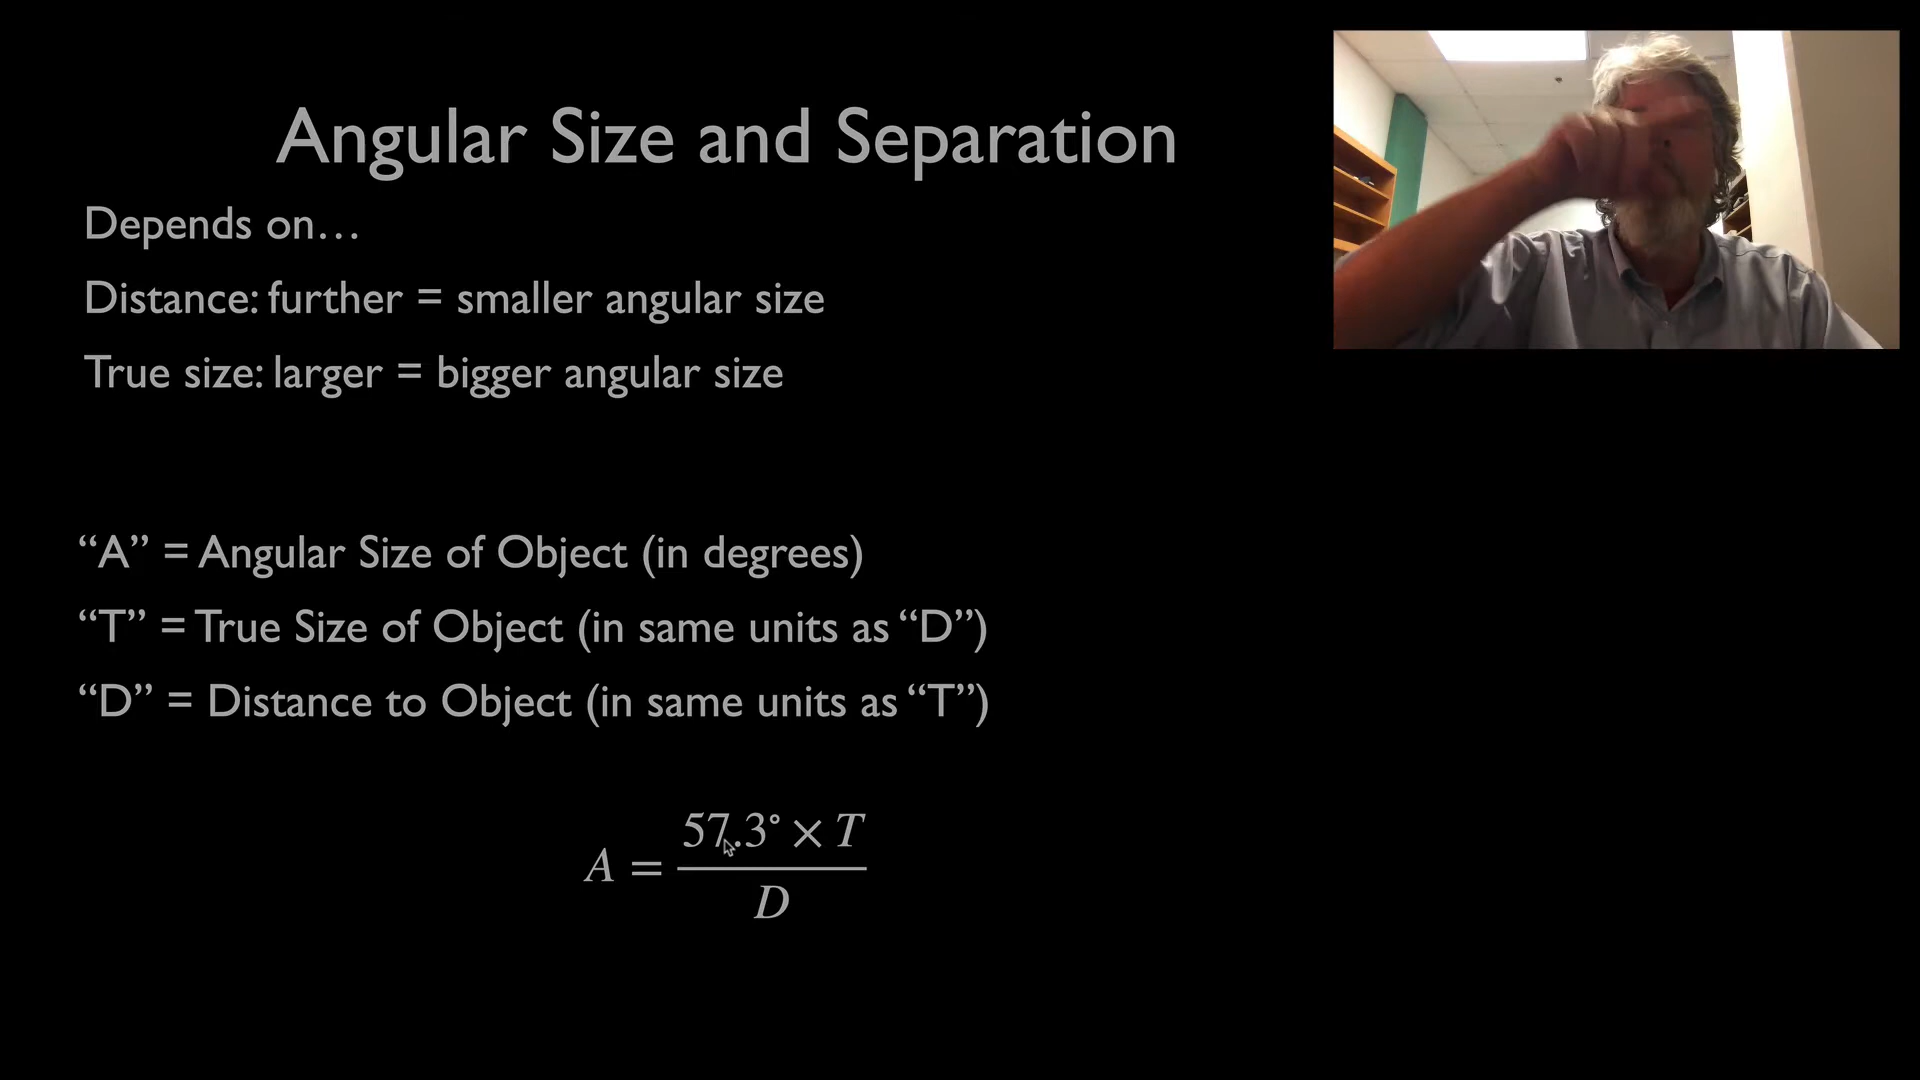 Angular Size and Separation
Depends on…
Distance: further = smaller angular size
True size: larger = bigger angular size
“A” = Angular Size of Object (in degrees)
“T” = True Size of Object (in same units as “D”)
“D” = Distance to Object (in same units as “T”)
A = 57.3° × T / D